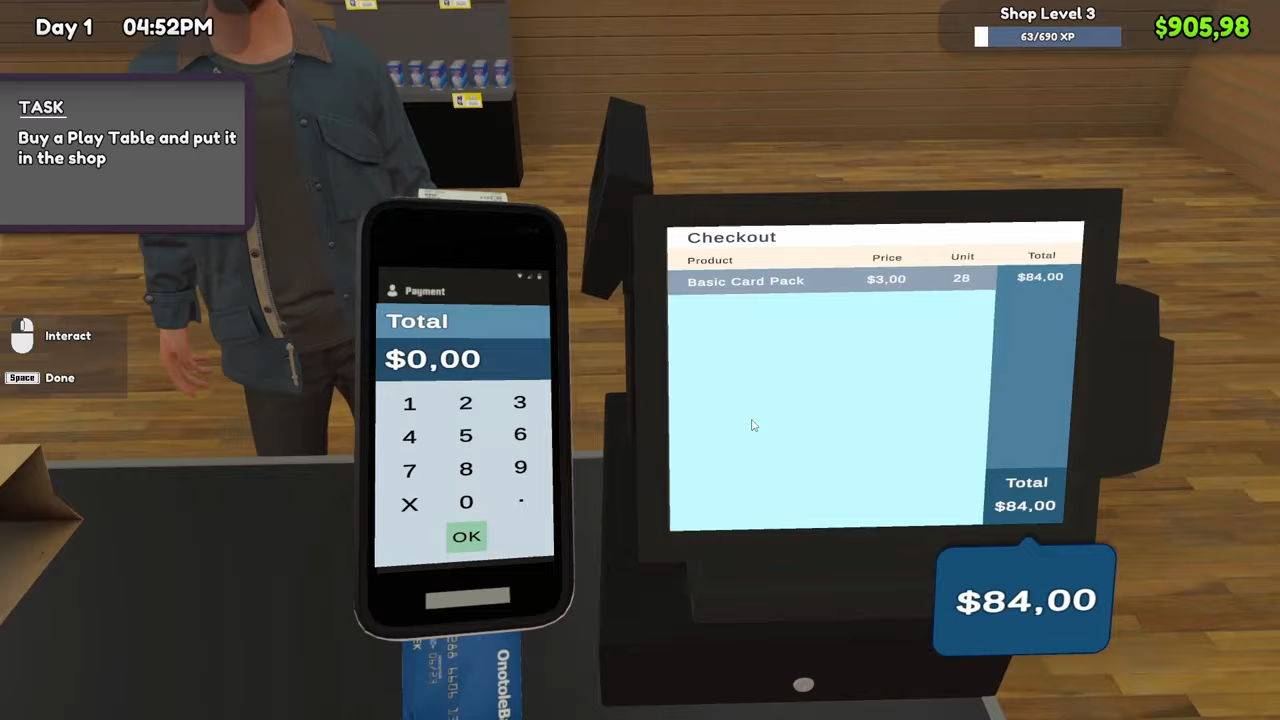 Day 1 04:52PM
Shop Level 3
63/690 XP
$905,98
TASK
Buy a Play Table and put it
in the shop
Interact
Space Done
Payment
Total
$0,00
1 2 3
4 5 6
7 8 9
X 0 .
OK
Checkout
Product Price Unit Total
Basic Card Pack $3,00 28 $84,00
Total
$84,00
$84,00